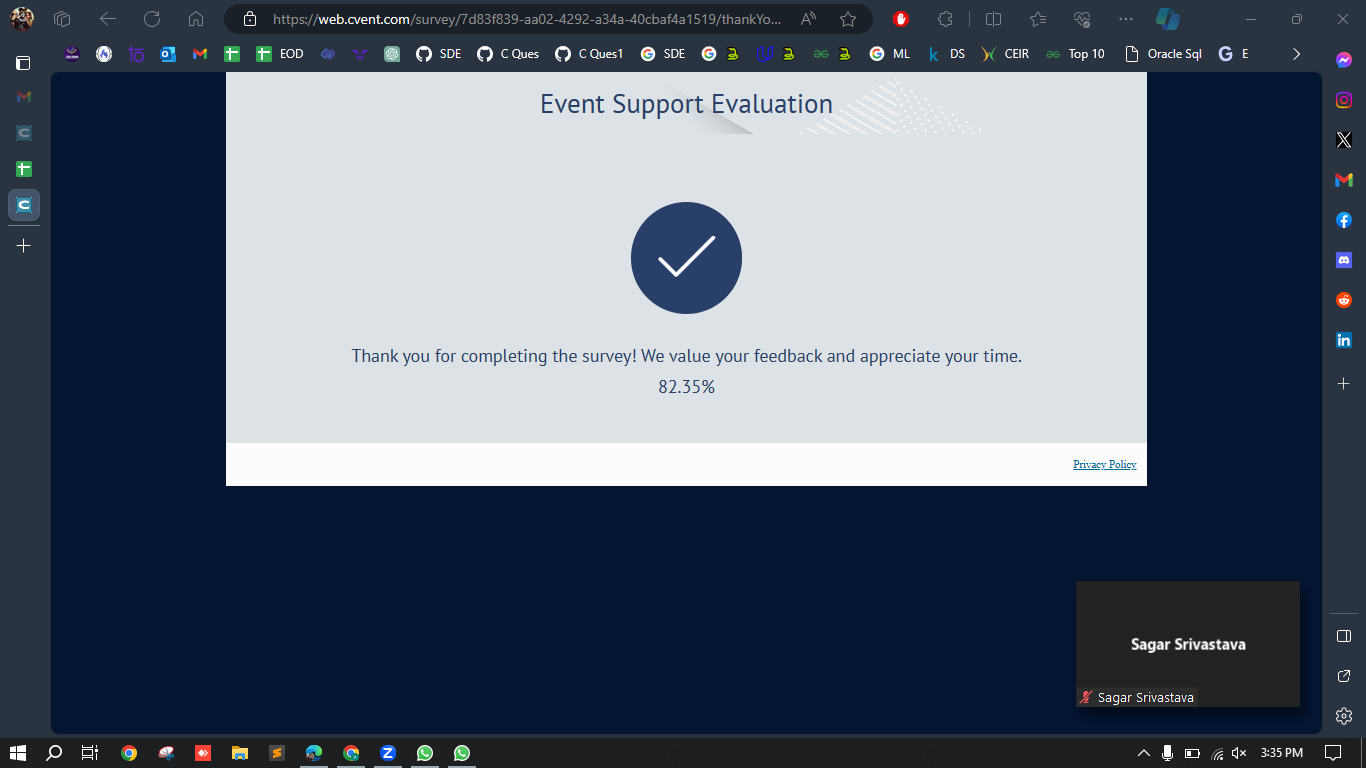 https://web.cvent.com/survey/7d83f839-aa02-4292-a34a-40cbaf4a1519/thankYo...
EOD
SDE
C Ques
C Ques1
SDE
ML
DS
CEIR
Top 10
Oracle Sql
E
Event Support Evaluation
Thank you for completing the survey! We value your feedback and appreciate your time.
82.35%
Privacy Policy
Sagar Srivastava
Sagar Srivastava
3:35 PM